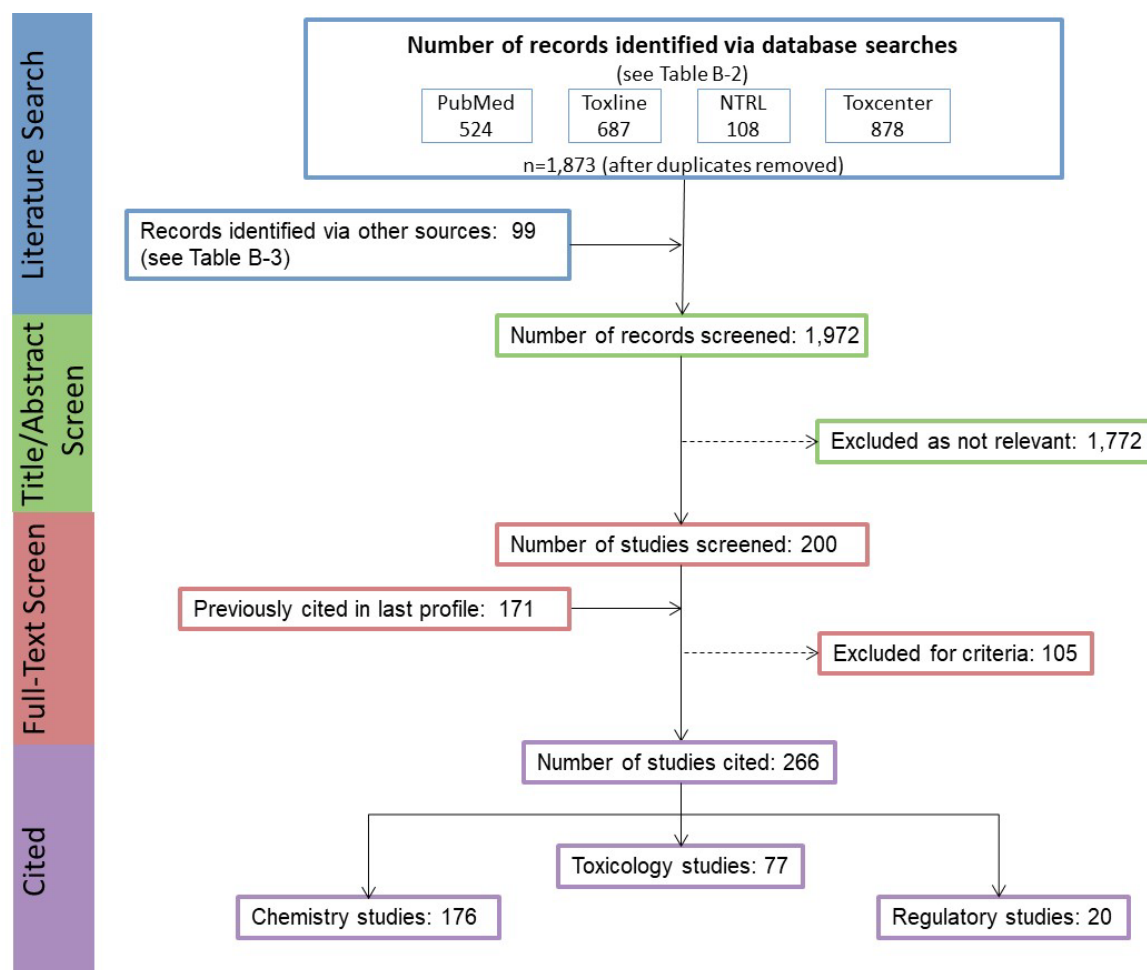 Literature Search
Number of records identified via database searches
(see Table B-2)
PubMed
524
Toxline
687
NTRL
108
Toxcenter
878
n=1,873 (after duplicates removed)
Records identified via other sources: 99
(see Table B-3)
Title/Abstract
Screen
Number of records screened: 1,972
Excluded as not relevant: 1,772
Full-Text Screen
Number of studies screened: 200
Previously cited in last profile: 171
Excluded for criteria: 105
Cited
Number of studies cited: 266
Toxicology studies: 77
Chemistry studies: 176
Regulatory studies: 20